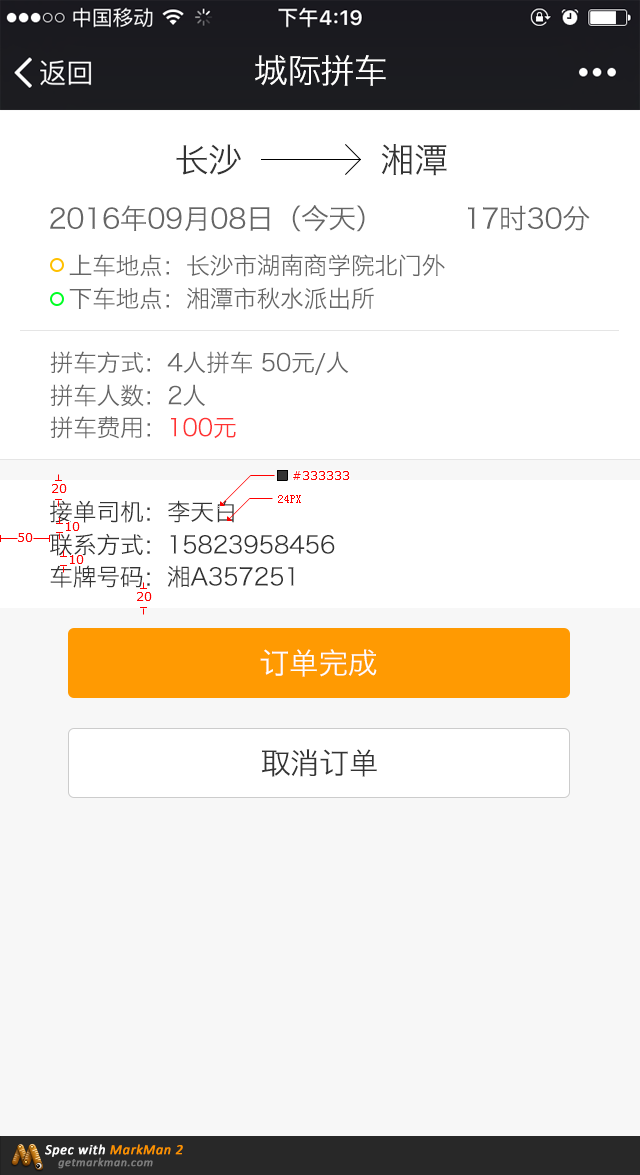 中国移动 下午4:19
返回 城际拼车
长沙 湘潭
2016年09月08日（今天） 17时30分
上车地点：长沙市湖南商学院北门外
下车地点：湘潭市秋水派出所
拼车方式：4人拼车 50元/人
拼车人数：2人
拼车费用：100元
#333333
20
24PX
接单司机：李天白
10
50
联系方式：15823958456
10
车牌号码：湘A357251
20
订单完成
取消订单
Spec with MarkMan 2
getmarkman.com